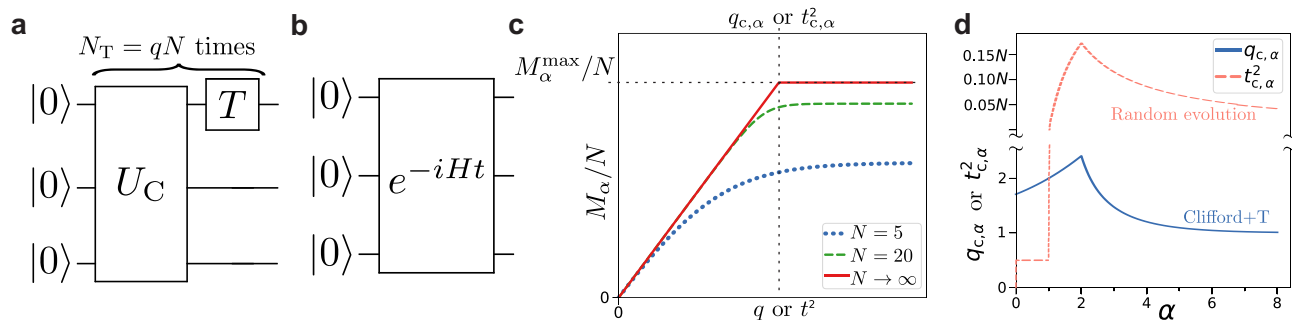 a
N_T = qN times
|0⟩
T
|0⟩
U_C
|0⟩
b
|0⟩
|0⟩
e^{-iHt}
|0⟩
c
q_{c,α} or t²_{c,α}
M_α^{max}/N
M_α/N
N = 5
N = 20
N → ∞
0
0
q or t²
d
0.15N
0.10N
0.05N
q_{c,α}
t²_{c,α}
Random evolution
q_{c,α} or t²_{c,α}
2
1
0
Clifford+T
0 2 4 6 8
α